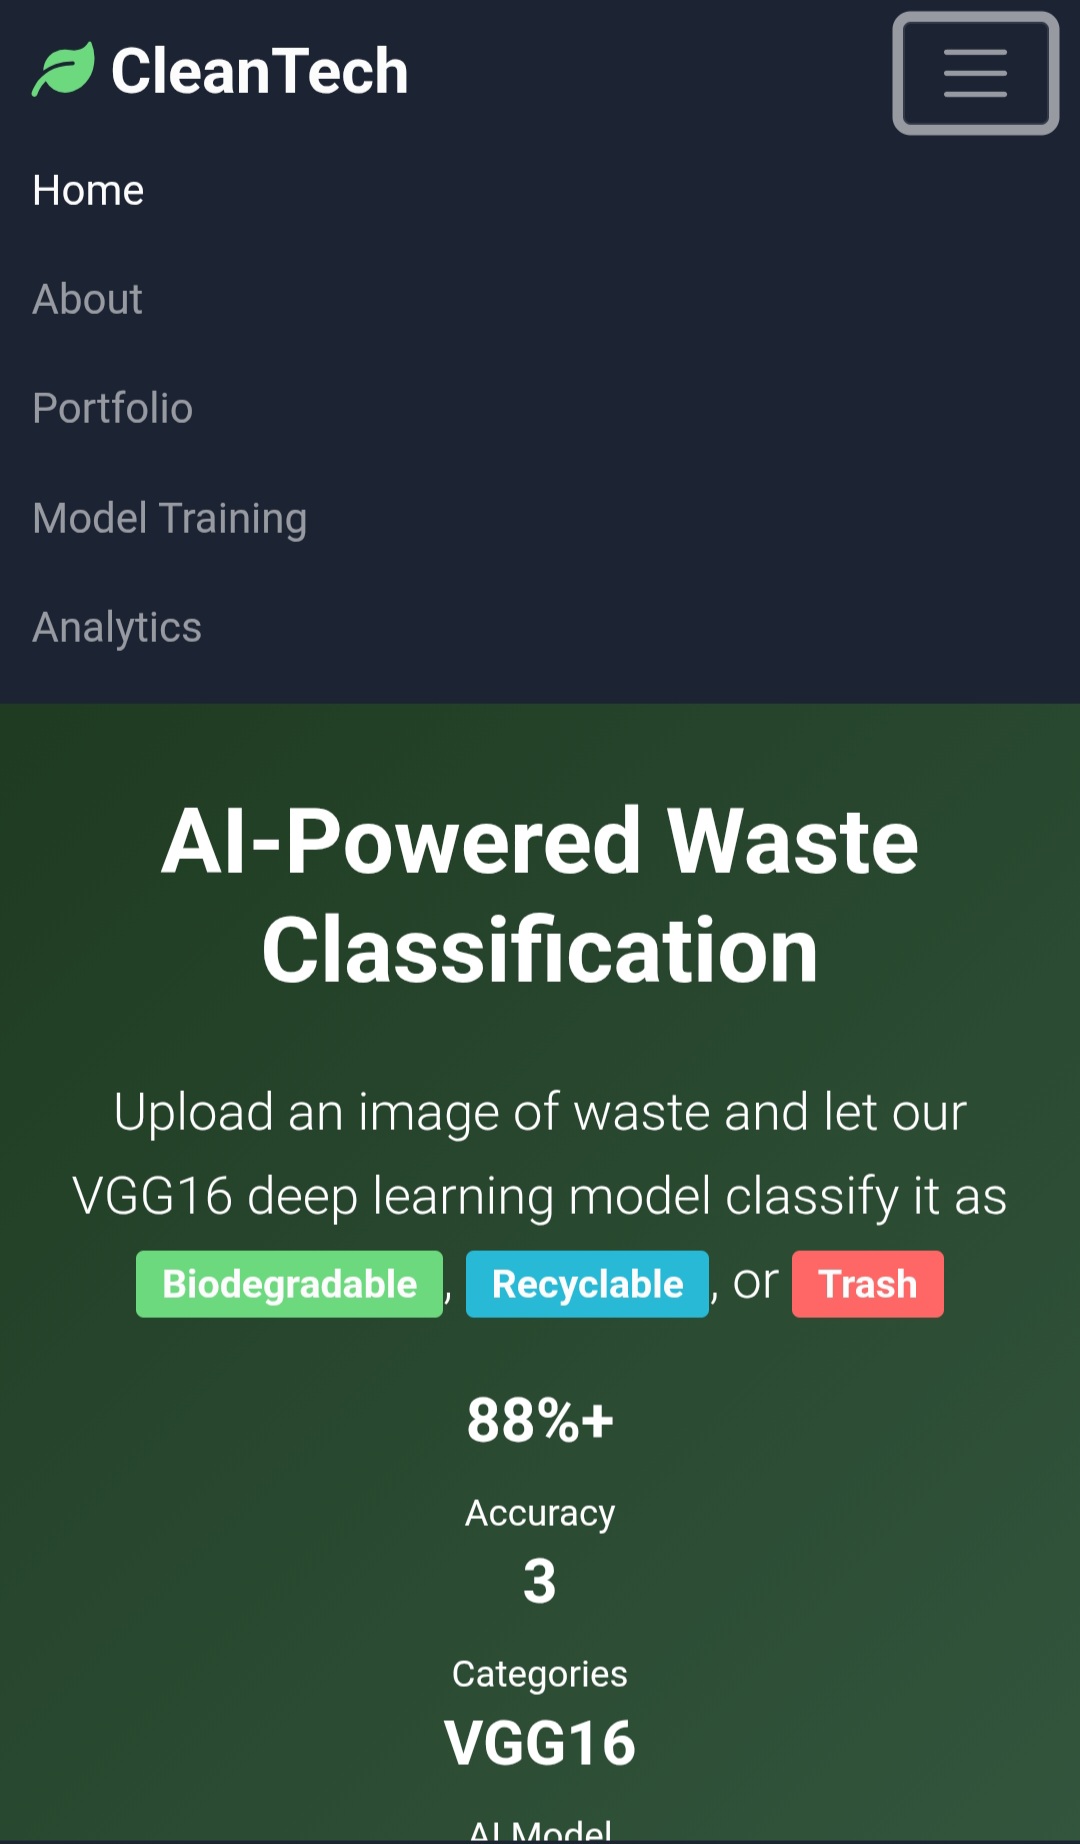 CleanTech
Home
About
Portfolio
Model Training
Analytics
AI-Powered Waste
Classification
Upload an image of waste and let our
VGG16 deep learning model classify it as
Biodegradable, Recyclable, or Trash
88%+
Accuracy
3
Categories
VGG16
AI Model